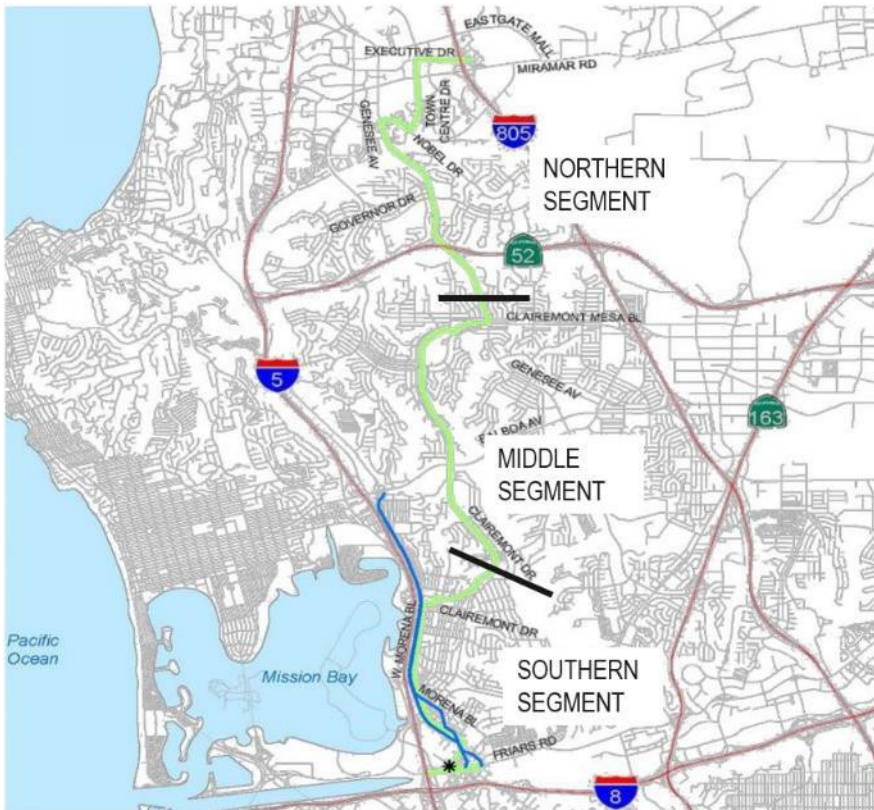 EASTGATE MALL
EXECUTIVE DR
MIRAMAR RD
GENESEE AV
TOWN
CENTRE DR
805
NOBEL DR
NORTHERN
SEGMENT
GOVERNOR DR
52
CLAIREMONT MESA BL
5
GENESEE AV
163
BALBOA AV
MIDDLE
SEGMENT
CLAIREMONT DR
CLAIREMONT DR
W. MORENA BL
Pacific
Ocean
Mission Bay
SOUTHERN
SEGMENT
MORENA BL
FRIARS RD
8